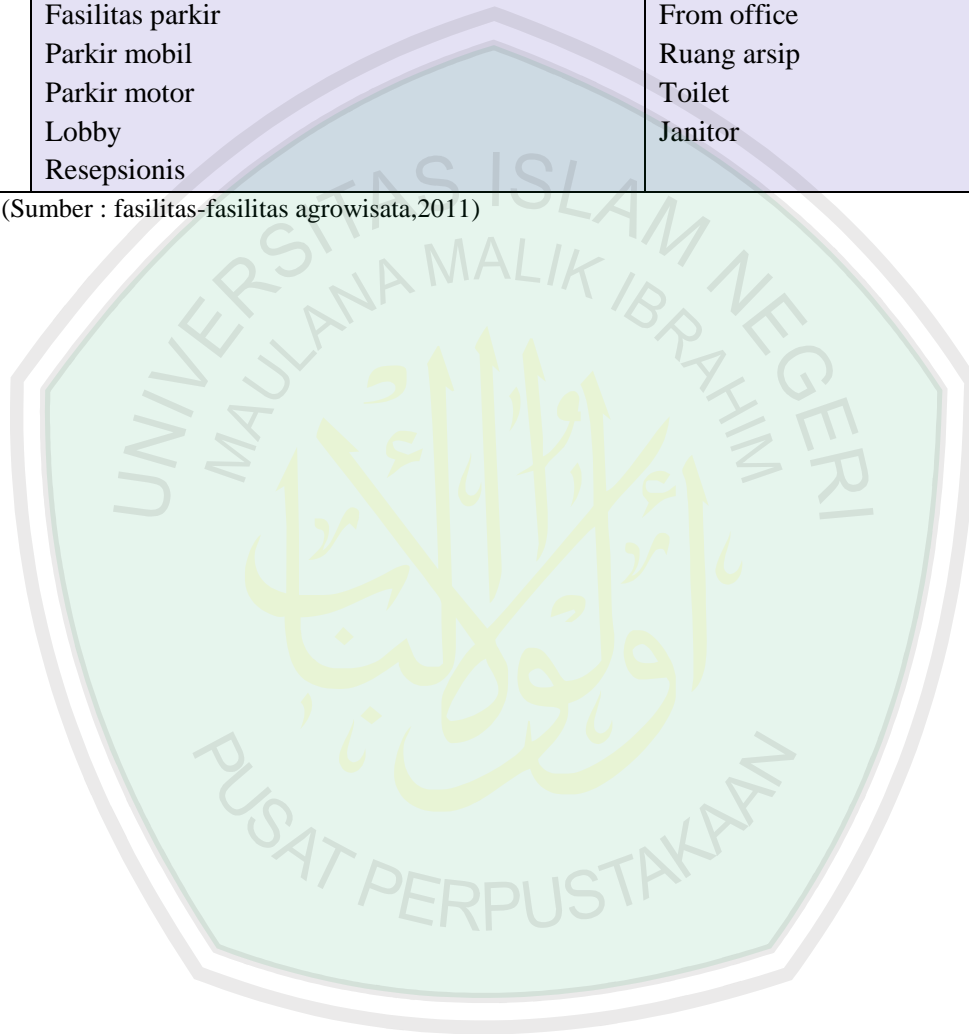 Fasilitas parkir
Parkir mobil
Parkir motor
Lobby
Resepsionis
From office
Ruang arsip
Toilet
Janitor
(Sumber : fasilitas-fasilitas agrowisata,2011)
UNIVERSITAS ISLAM NEGERI
MAULANA MALIK IBRAHIM
PUSAT PERPUSTAKAAN